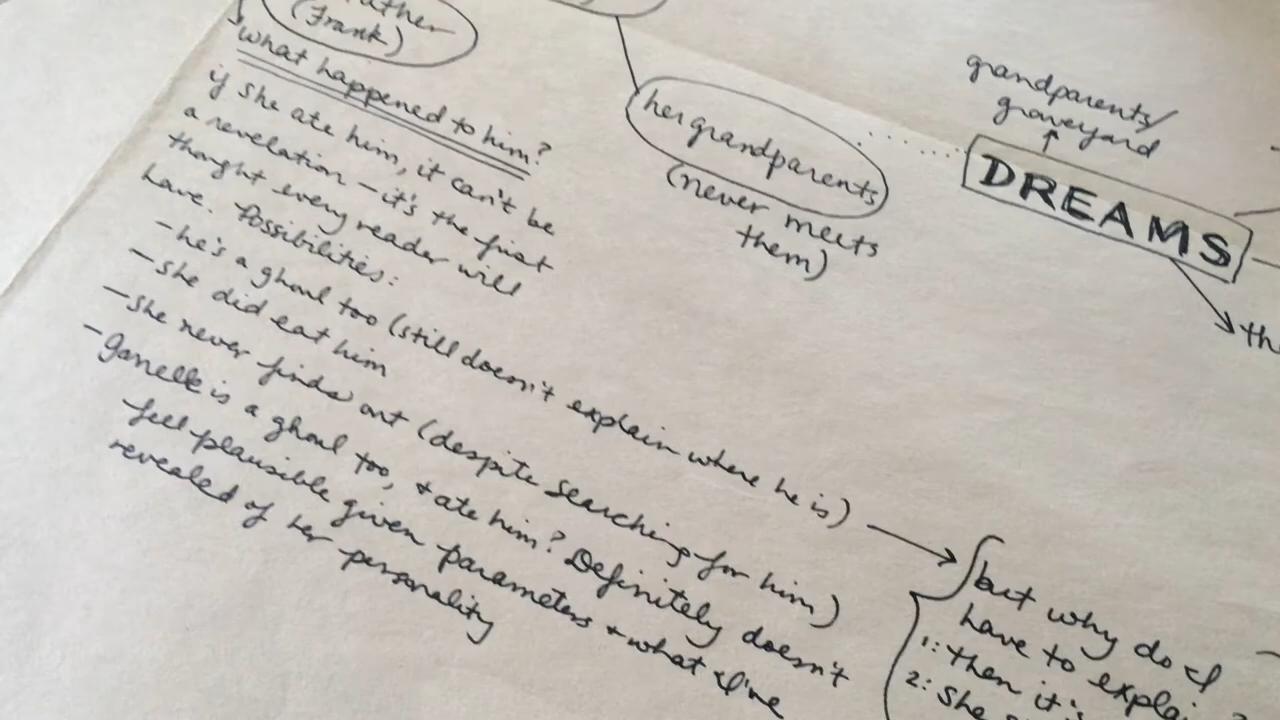 (Frank)
what happened to him?
if she ate him, it can't be
a revelation – it's the first
thought every reader will
have. Possibilities:
– he's a ghoul too (still doesn't explain where he is)
– she did eat him
– she never finds out (despite searching for him)
– is a ghoul too, + ate him? Definitely doesn't
feel plausible given parameters + what I've
revealed of her personality
her grandparents
(never meets
them)
grandparents/
graveyard
DREAMS
but why do I
have to
1: then it's
2: She